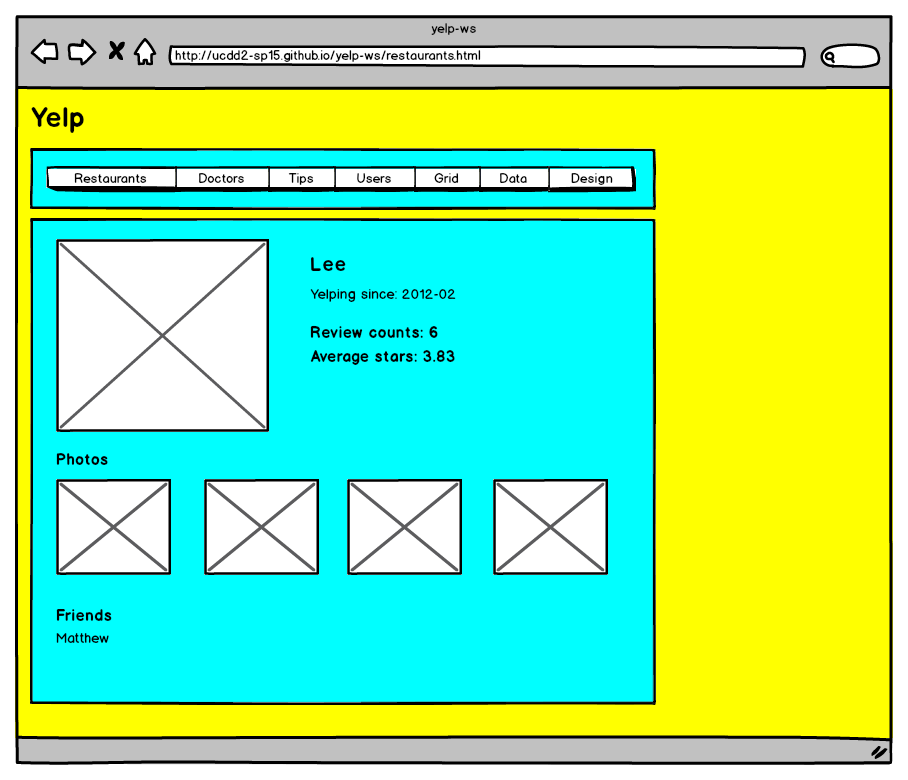 yelp-ws
http://ucdd2-sp15.github.io/yelp-ws/restaurants.html
Yelp
Restaurants Doctors Tips Users Grid Data Design
Lee
Yelping since: 2012-02
Review counts: 6
Average stars: 3.83
Photos
Friends
Matthew